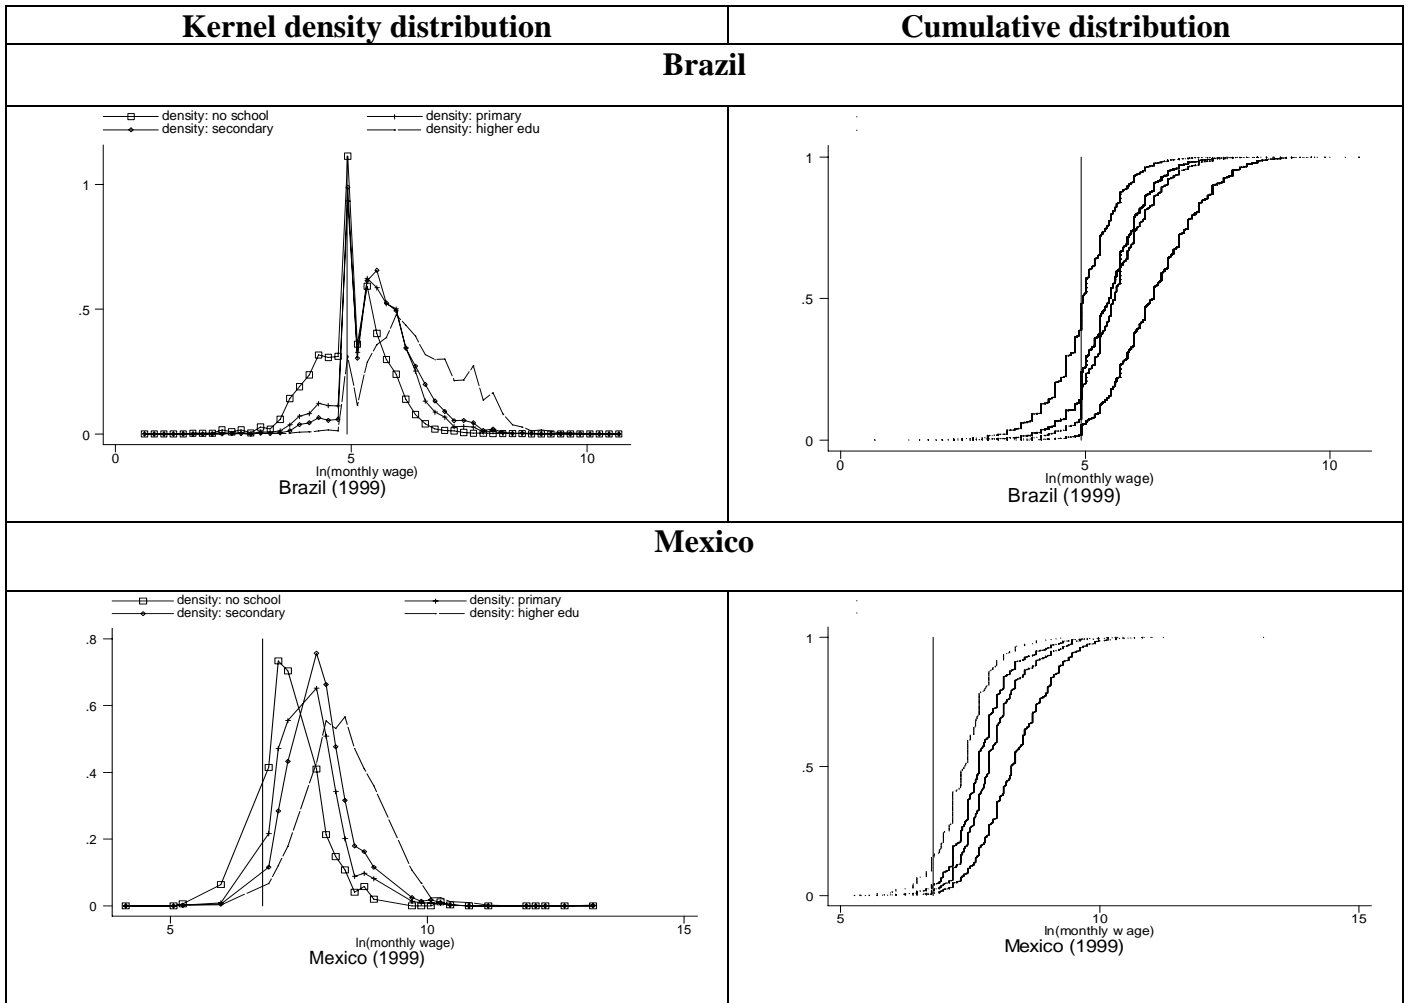 Kernel density distribution
Cumulative distribution
Brazil
density: no school
density: primary
density: secondary
density: higher edu
1
.5
0
0
5
10
ln(monthly wage)
Brazil (1999)
1
.5
0
0
5
10
ln(monthly wage)
Brazil (1999)
Mexico
density: no school
density: primary
density: secondary
density: higher edu
.8
.6
.4
.2
0
5
10
15
ln(monthly wage)
Mexico (1999)
1
.5
0
5
10
15
ln(monthly w age)
Mexico (1999)